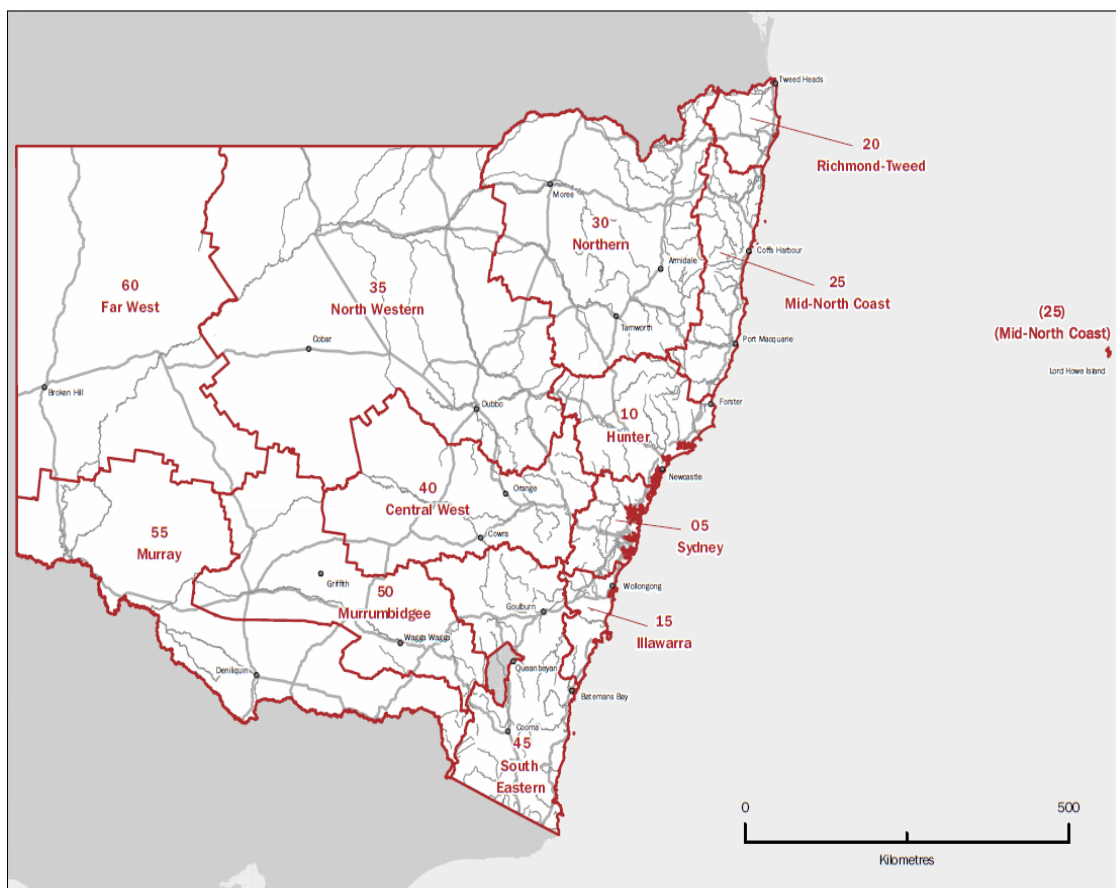 Tweed Heads
20
Richmond-Tweed
Moree
30
Northern
Armidale
Coffs Harbour
25
Mid-North Coast
60
Far West
35
North Western
Tamworth
Port Macquarie
(25)
(Mid-North Coast)
Lord Howe Island
Cobar
Broken Hill
Dubbo
Forster
10
Hunter
Newcastle
40
Central West
Orange
05
Sydney
55
Murray
Cowra
Griffith
50
Murrumbidgee
Goulburn
Wollongong
15
Illawarra
Wagga Wagga
Queanbeyan
Deniliquin
Batemans Bay
Cooma
45
South
Eastern
0
500
Kilometres